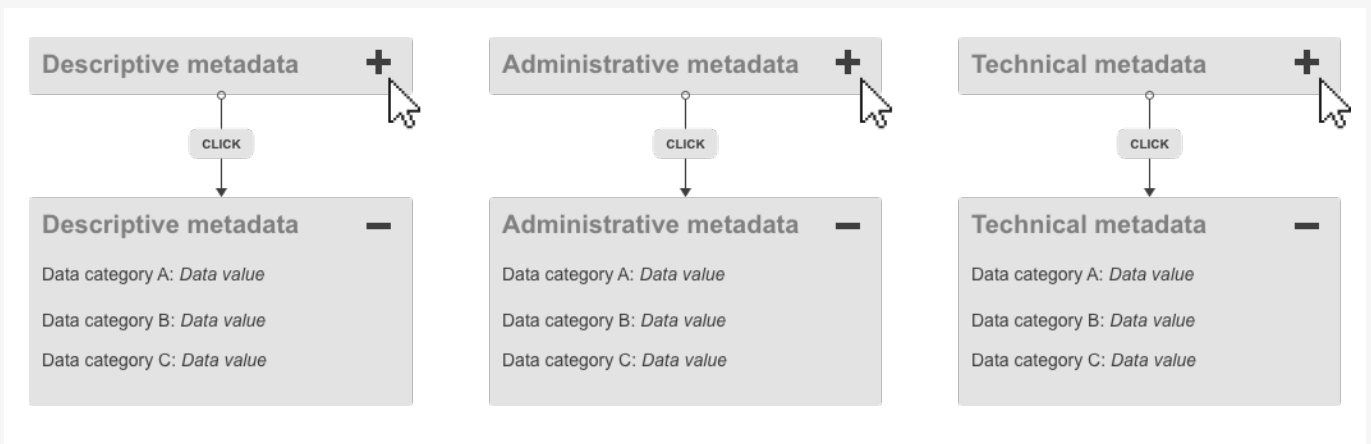 Descriptive metadata
Administrative metadata
Technical metadata
CLICK
CLICK
CLICK
Descriptive metadata
Data category A: Data value
Data category B: Data value
Data category C: Data value
Administrative metadata
Data category A: Data value
Data category B: Data value
Data category C: Data value
Technical metadata
Data category A: Data value
Data category B: Data value
Data category C: Data value